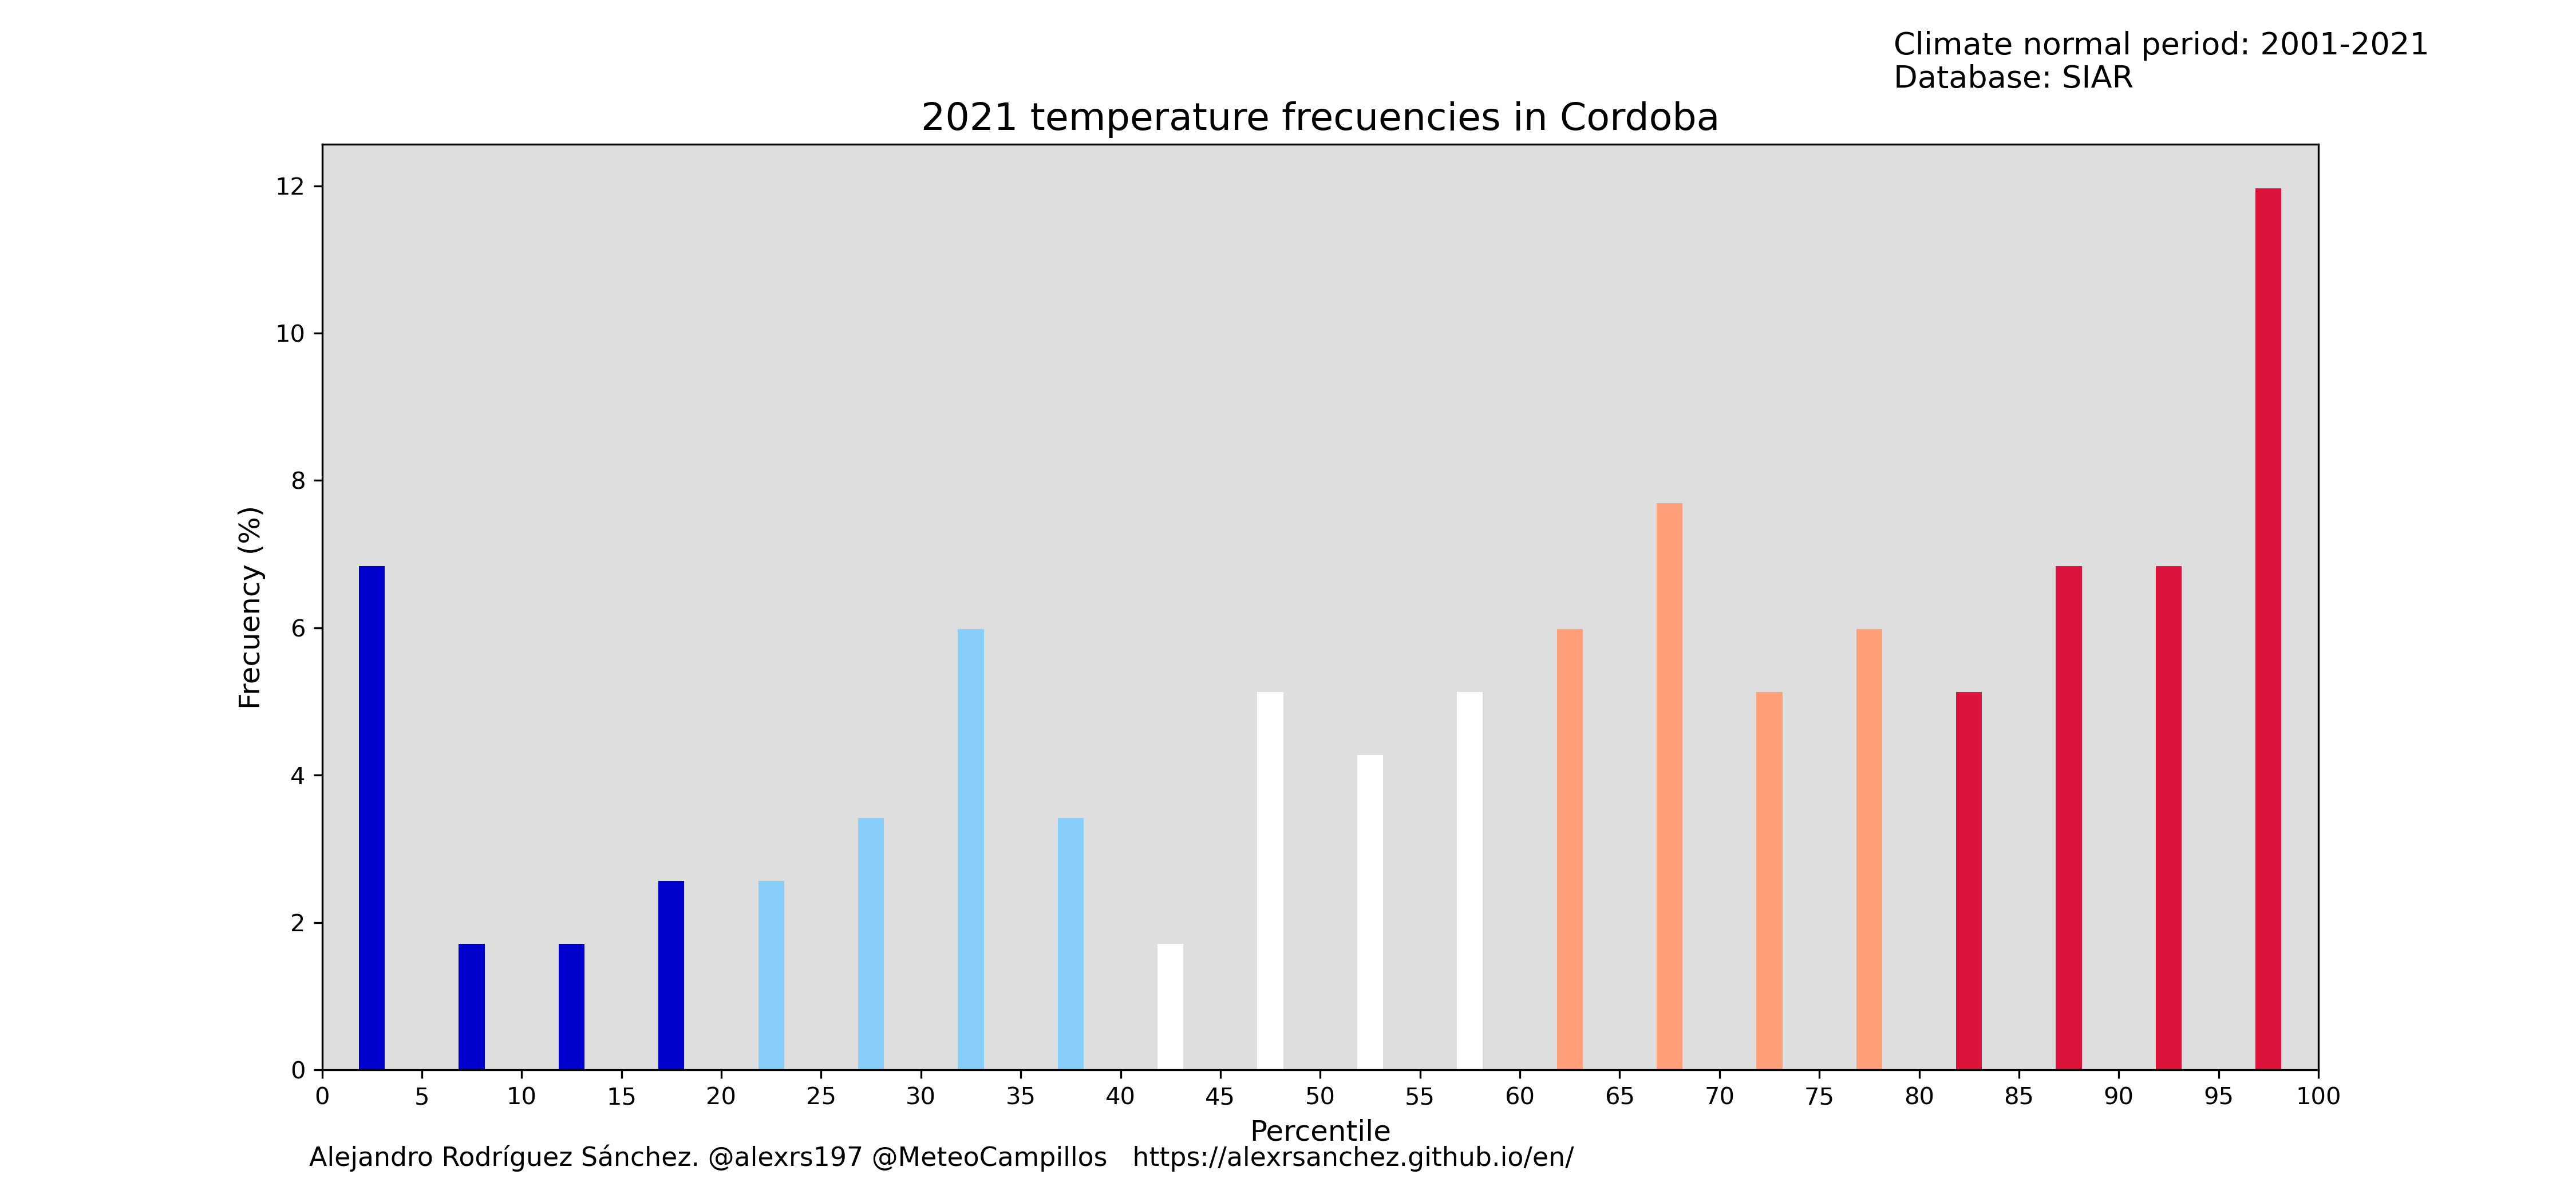 Climate normal period: 2001-2021
Database: SIAR
2021 temperature frecuencies in Cordoba
12
10
8
6
4
2
0
Frecuency (%)
0 5 10 15 20 25 30 35 40 45 50 55 60 65 70 75 80 85 90 95 100
Percentile
Alejandro Rodríguez Sánchez. @alexrs197 @MeteoCampillos https://alexrsanchez.github.io/en/